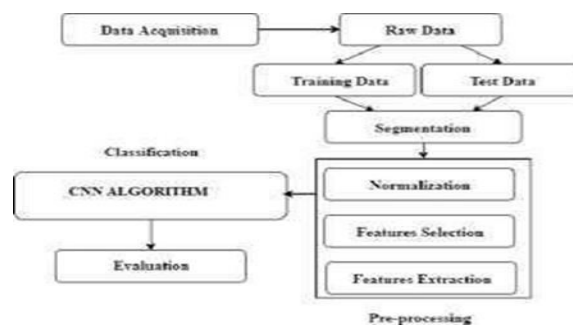 Data Acquisition
Raw Data
Training Data
Test Data
Segmentation
Classification
CNN ALGORITHM
Normalization
Features Selection
Evaluation
Features Extraction
Pre-processing